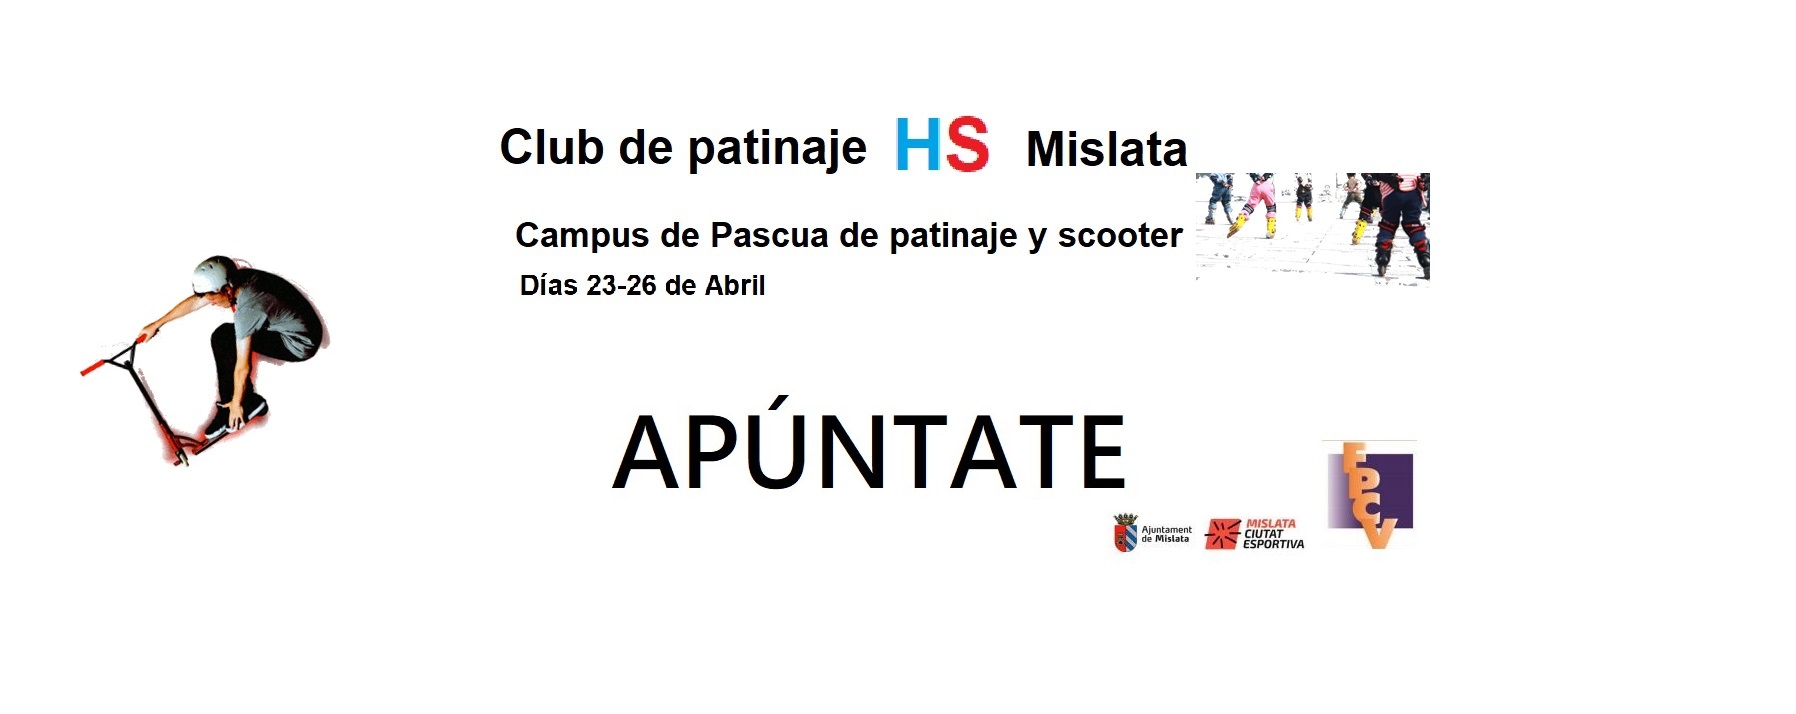 Club de patinaje HS Mislata
Campus de Pascua de patinaje y scooter
Días 23-26 de Abril
APÚNTATE
Ajuntament
de Mislata
MISLATA
CIUTAT
ESPORTIVA
FPCV